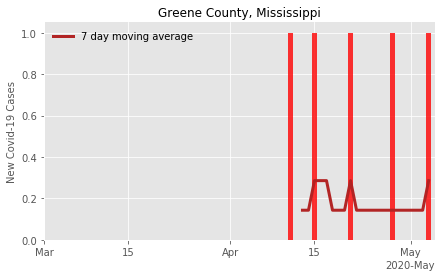 Greene County, Mississippi
7 day moving average
New Covid-19 Cases
1.0
0.8
0.6
0.4
0.2
0.0
Mar
15
Apr
15
May
2020-May